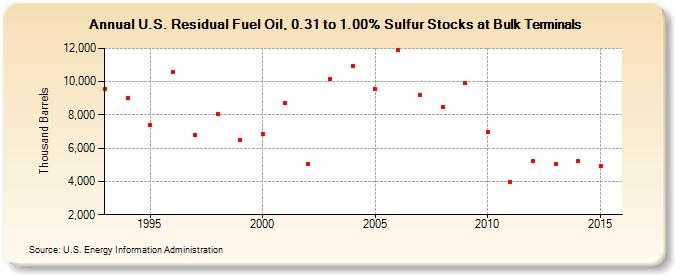 Annual U.S. Residual Fuel Oil, 0.31 to 1.00% Sulfur Stocks at Bulk Terminals
Thousand Barrels
12,000
10,000
8,000
6,000
4,000
2,000
1995 2000 2005 2010 2015
Source: U.S. Energy Information Administration